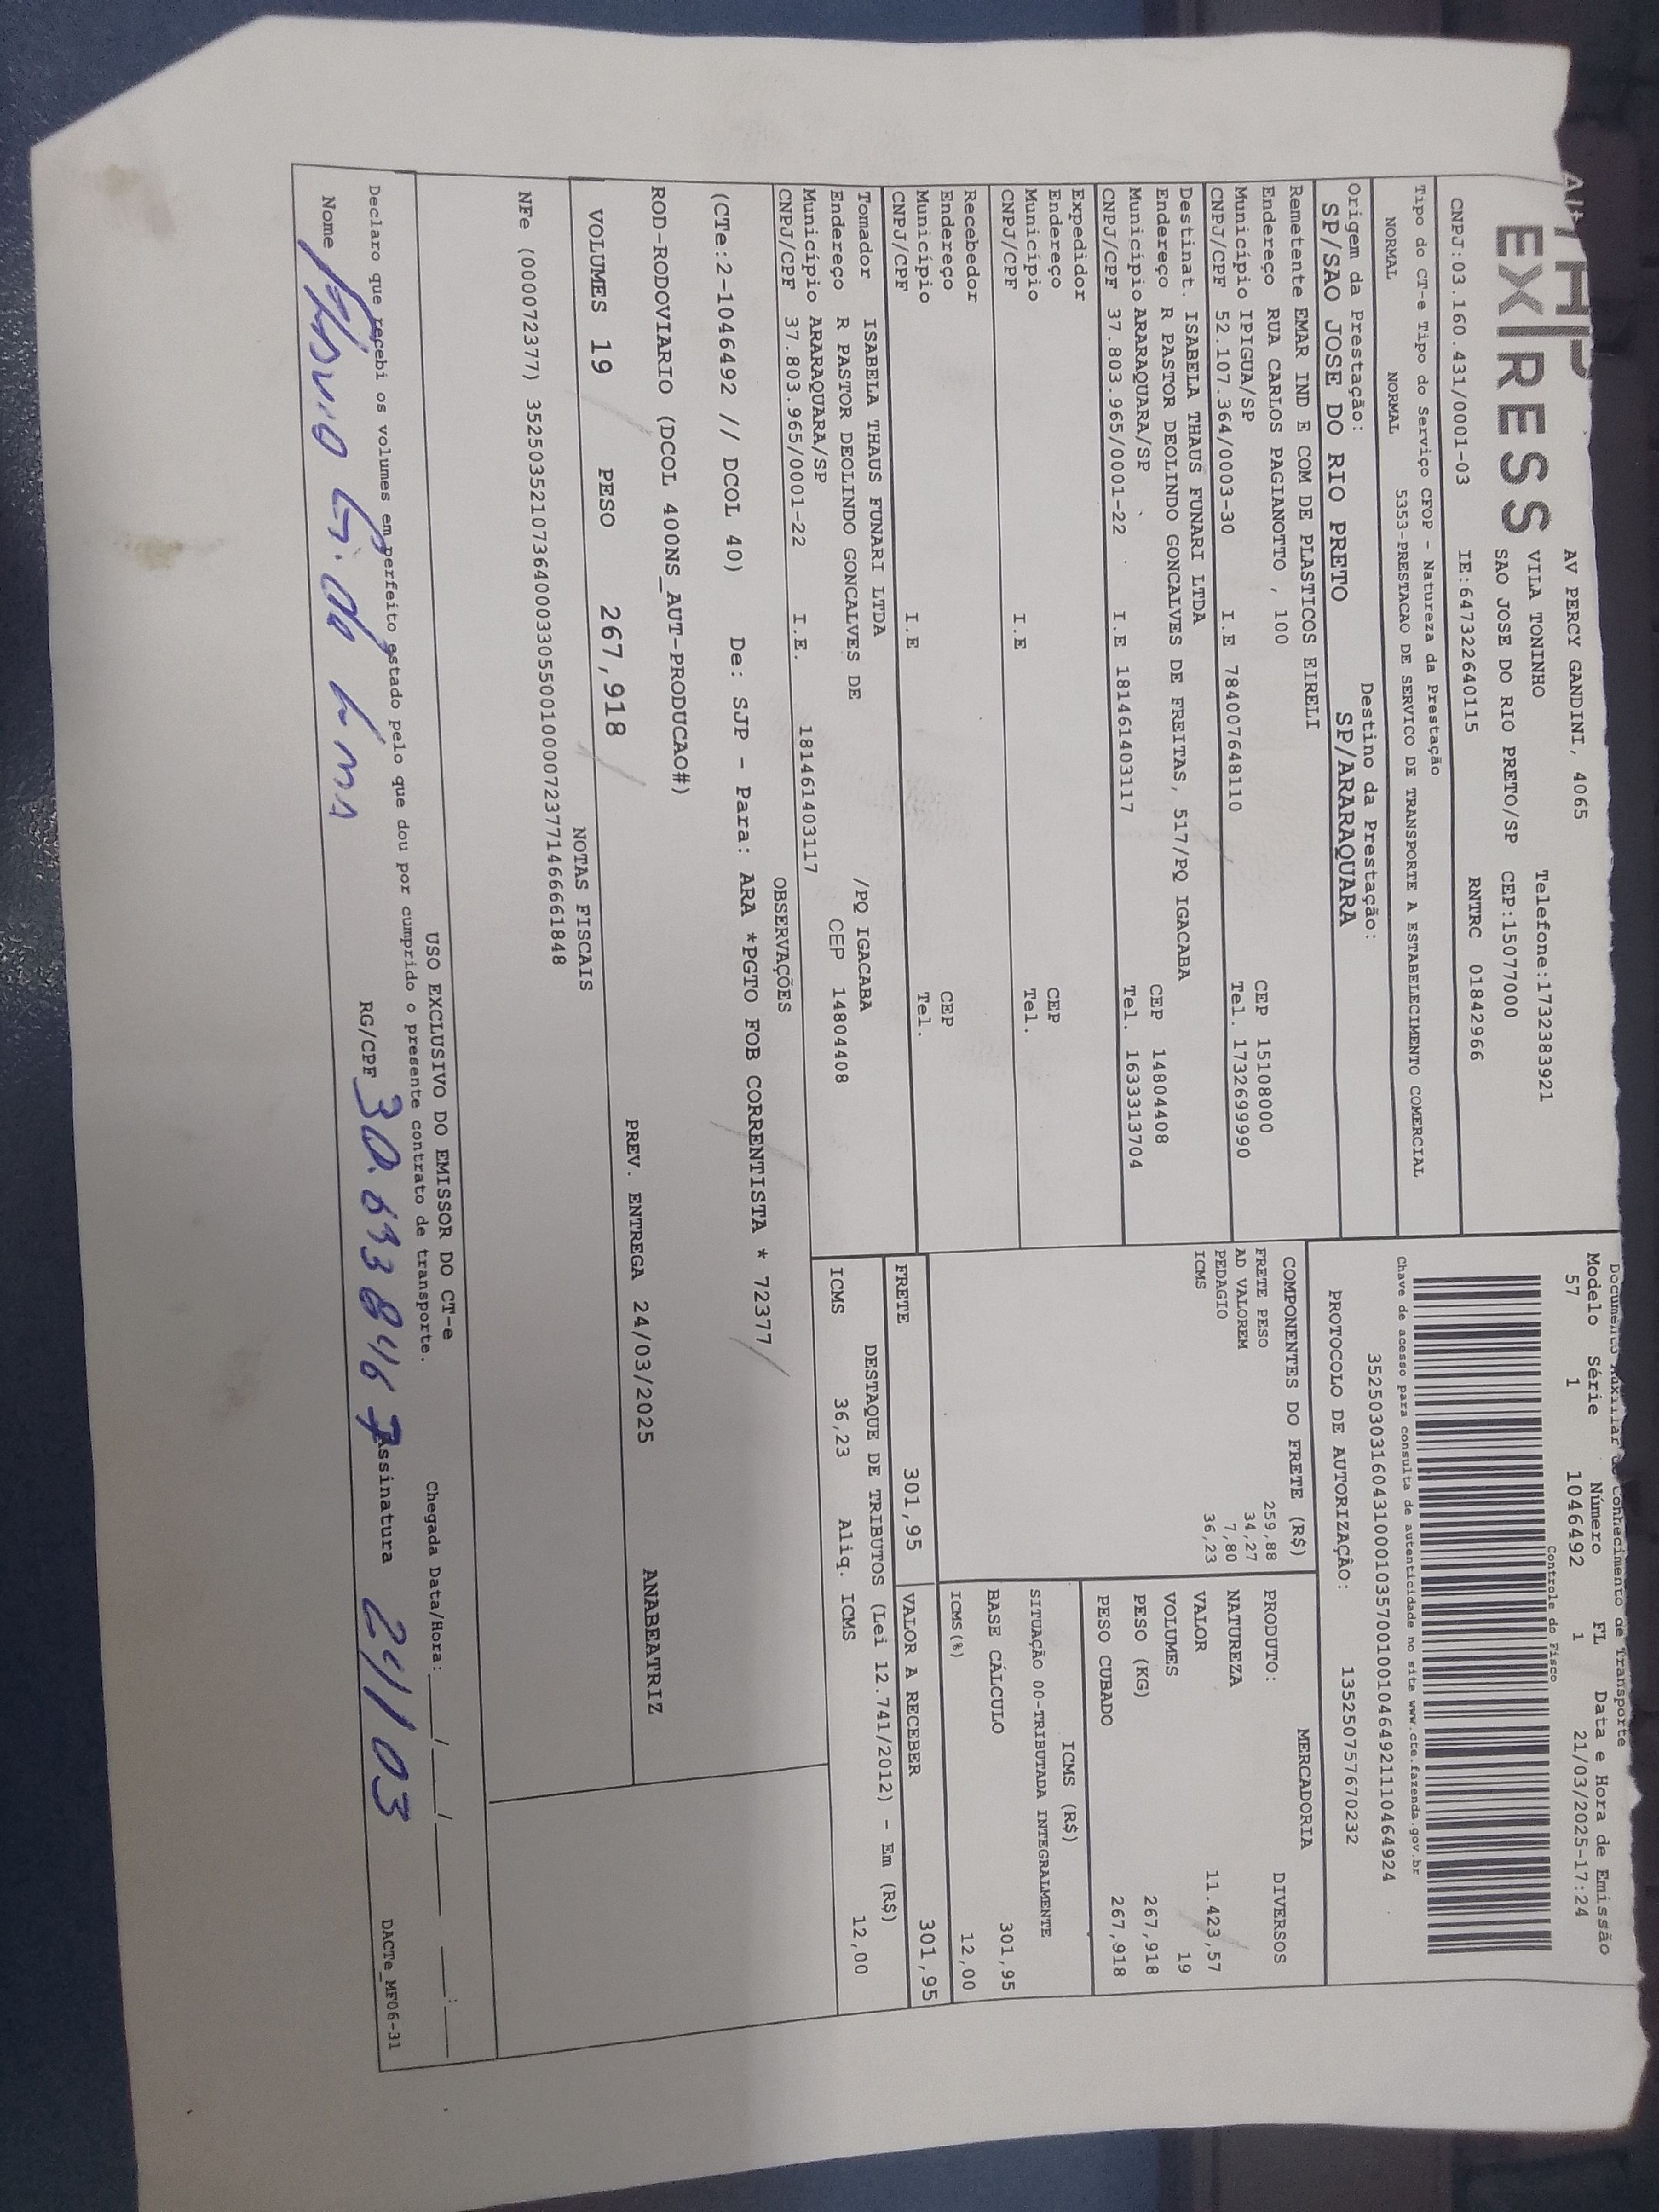 EXPRESS
AV PERCY GANDINI, 4065
VILA TONINHO Telefone:1732383921
SAO JOSE DO RIO PRETO/SP CEP:15077000
CNPJ:03.160.431/0001-03 IE:647322640115 RNTRC 01842966
Documento Auxiliar do Conhecimento de Transporte
Modelo Série Número FL Data e Hora de Emissão
57 1 1046492 1 21/03/2025-17:24
Controle do Fisco
Tipo do CT-e Tipo do Serviço CFOP - Natureza da Prestação
NORMAL NORMAL 5353-PRESTACAO DE SERVICO DE TRANSPORTE A ESTABELECIMENTO COMERCIAL
Chave de acesso para consulta de autenticidade no site www.cte.fazenda.gov.br
35250303160431000103570010010464921110464924
Origem da Prestação: Destino da Prestação:
SP/SAO JOSE DO RIO PRETO SP/ARARAQUARA
PROTOCOLO DE AUTORIZAÇÃO: 135250757670232
Remetente EMAR IND E COM DE PLASTICOS EIRELI
Endereço RUA CARLOS PAGIANOTTO , 100 CEP 15108000
Município IPIGUA/SP Tel. 1732699990
CNPJ/CPF 52.107.364/0003-30 I.E 784007648110
Destinat. ISABELA THAUS FUNARI LTDA
Endereço R PASTOR DEOLINDO GONCALVES DE FREITAS, 517/PQ IGACABA CEP 14804408
Município ARARAQUARA/SP Tel. 1633313704
CNPJ/CPF 37.803.965/0001-22 I.E 181461403117
Expedidor
Endereço CEP
Município Tel.
CNPJ/CPF I.E
Recebedor
Endereço CEP
Município Tel.
CNPJ/CPF I.E
Tomador ISABELA THAUS FUNARI LTDA
Endereço R PASTOR DEOLINDO GONCALVES DE /PQ IGACABA
Município ARARAQUARA/SP CEP 14804408
CNPJ/CPF 37.803.965/0001-22 I.E. 181461403117
COMPONENTES DO FRETE (R$)
FRETE PESO 259,88
AD VALOREM 34,27
PEDAGIO 7,80
ICMS 36,23
MERCADORIA
PRODUTO: DIVERSOS
NATUREZA
VALOR 11.423,57
VOLUMES 19
PESO (KG) 267,918
PESO CUBADO 267,918
ICMS (R$)
SITUAÇÃO 00-TRIBUTADA INTEGRALMENTE
BASE CÁLCULO 301,95
ICMS(%) 12,00
FRETE 301,95 VALOR A RECEBER 301,95
DESTAQUE DE TRIBUTOS (Lei 12.741/2012) - Em (R$)
ICMS 36,23 Aliq. ICMS 12,00
OBSERVAÇÕES
(CTe:2-1046492 // DCOL 40) De: SJP - Para: ARA *PGTO FOB CORRENTISTA * 72377
ROD-RODOVIARIO (DCOL 400NS_AUT-PRODUCAO#)
VOLUMES 19 PESO 267,918 PREV. ENTREGA 24/03/2025 ANABEATRIZ
NOTAS FISCAIS
NFe (000072377) 35250352107364000330550010000723771466661848
USO EXCLUSIVO DO EMISSOR DO CT-e
Declaro que recebi os volumes em perfeito estado pelo que dou por cumprido o presente contrato de transporte. Chegada Data/Hora:____/____/____ __:__
Nome RG/CPF 30.693846 7 Assinatura 24/03
DACTe_MF06-31